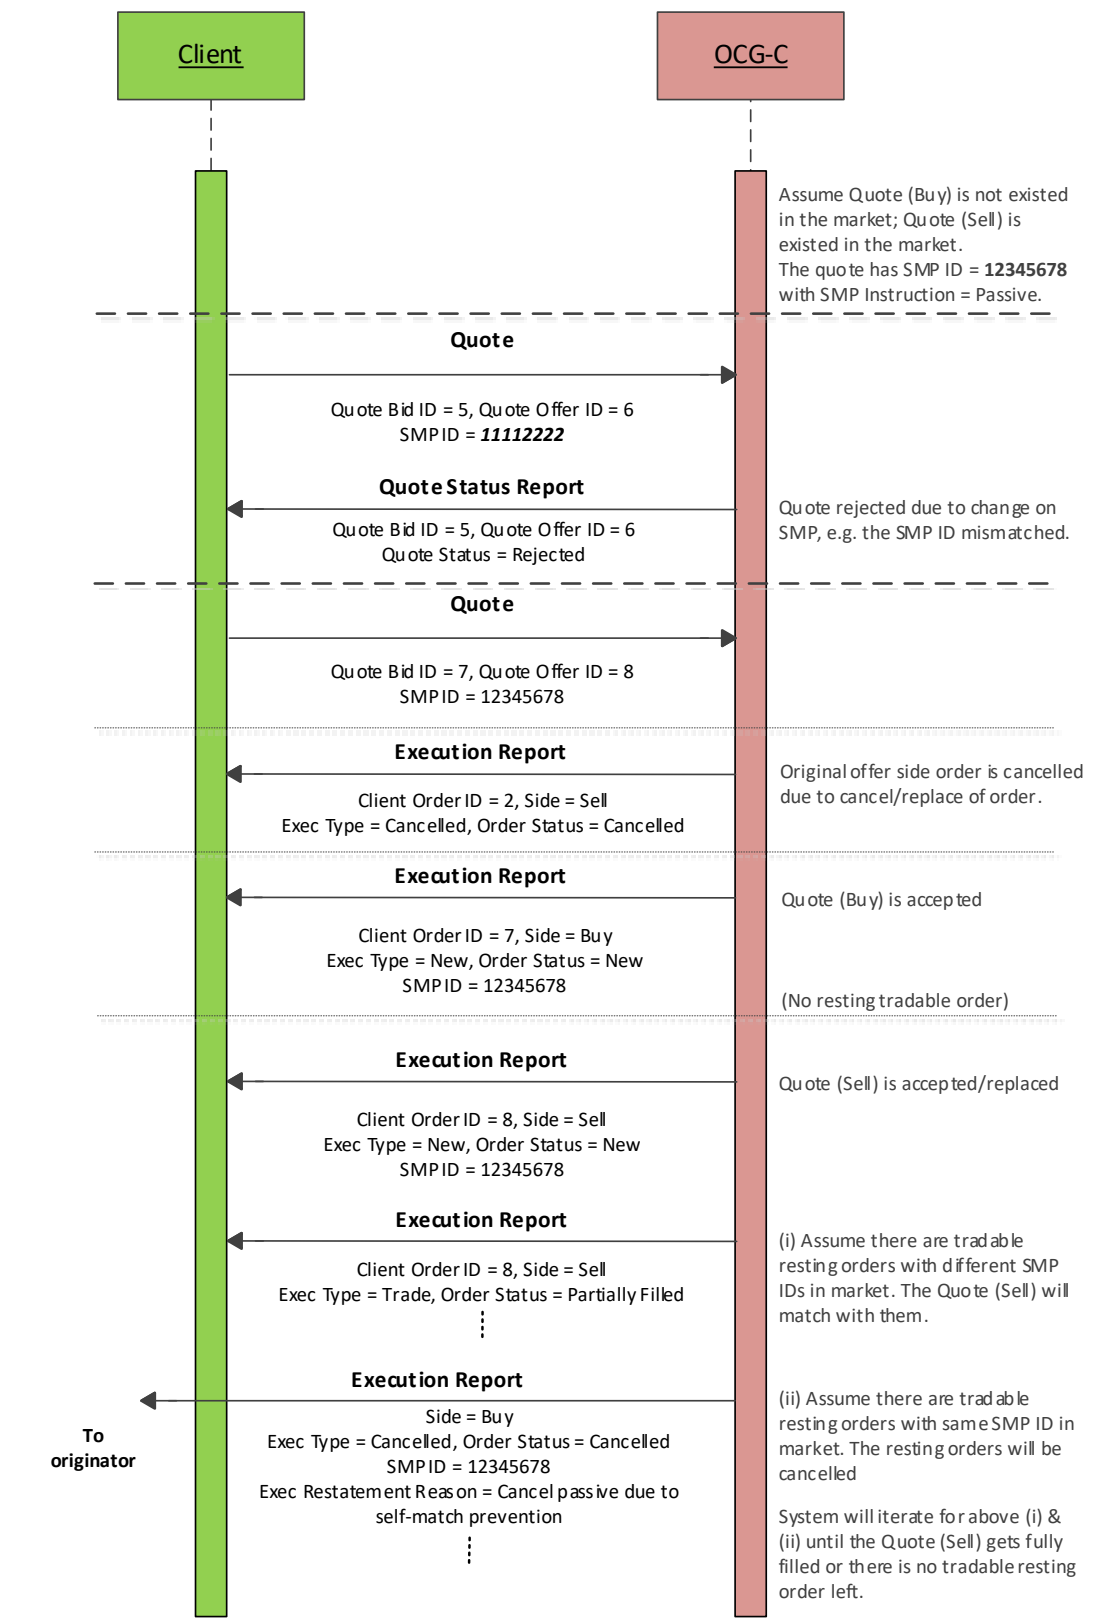 Client
OCG-C
Assume Quote (Buy) is not existed
in the market; Quote (Sell) is
existed in the market.
The quote has SMP ID = 12345678
with SMP Instruction = Passive.
Quote
Quote Bid ID = 5, Quote Offer ID = 6
SMP ID = 11112222
Quote Status Report
Quote Bid ID = 5, Quote Offer ID = 6
Quote Status = Rejected
Quote rejected due to change on
SMP, e.g. the SMP ID mismatched.
Quote
Quote Bid ID = 7, Quote Offer ID = 8
SMP ID = 12345678
Execution Report
Client Order ID = 2, Side = Sell
Exec Type = Cancelled, Order Status = Cancelled
Original offer side order is cancelled
due to cancel/replace of order.
Execution Report
Client Order ID = 7, Side = Buy
Exec Type = New, Order Status = New
SMP ID = 12345678
Quote (Buy) is accepted
(No resting tradable order)
Execution Report
Client Order ID = 8, Side = Sell
Exec Type = New, Order Status = New
SMP ID = 12345678
Quote (Sell) is accepted/replaced
Execution Report
Client Order ID = 8, Side = Sell
Exec Type = Trade, Order Status = Partially Filled
(i) Assume there are tradable
resting orders with different SMP
IDs in market. The Quote (Sell) will
match with them.
Execution Report
To
originator
Side = Buy
Exec Type = Cancelled, Order Status = Cancelled
SMP ID = 12345678
Exec Restatement Reason = Cancel passive due to
self-match prevention
(ii) Assume there are tradable
resting orders with same SMP ID in
market. The resting orders will be
cancelled
System will iterate for above (i) &
(ii) until the Quote (Sell) gets fully
filled or there is no tradable resting
order left.